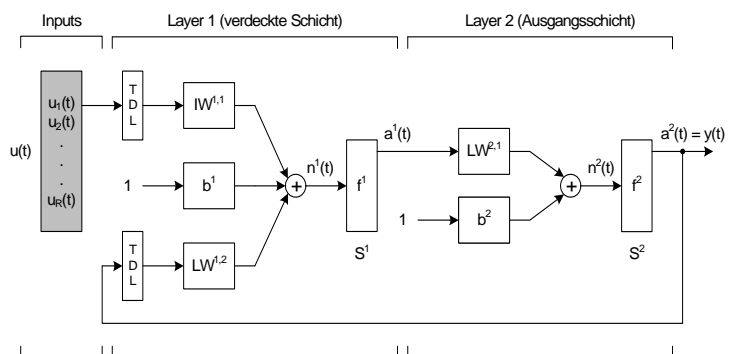 Inputs
Layer 1 (verdeckte Schicht)
Layer 2 (Ausgangsschicht)
u(t)
u₁(t)
u₂(t)
.
.
.
u_R(t)
T
D
L
IW¹,¹
1
b¹
T
D
L
LW¹,²
+
n¹(t)
f¹
S¹
a¹(t)
LW²,¹
1
b²
+
n²(t)
f²
S²
a²(t) = y(t)